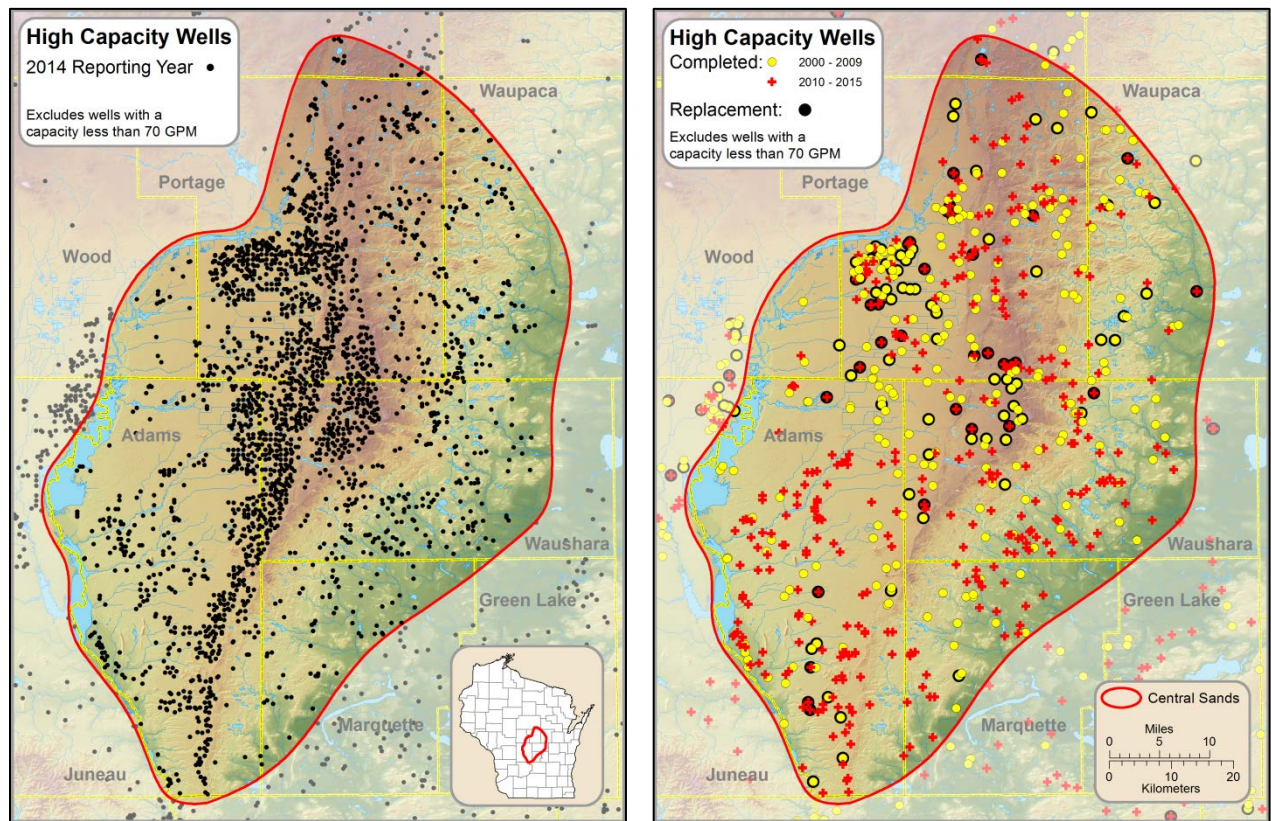 High Capacity Wells
2014 Reporting Year
Excludes wells with a
capacity less than 70 GPM
Waupaca
Portage
Wood
Adams
Waushara
Green Lake
Marquette
Juneau
High Capacity Wells
Completed: 2000 - 2009
2010 - 2015
Replacement:
Excludes wells with a
capacity less than 70 GPM
Waupaca
Portage
Wood
Adams
Waushara
Green Lake
Marquette
Juneau
Central Sands
Miles
0 5 10
0 10 20
Kilometers